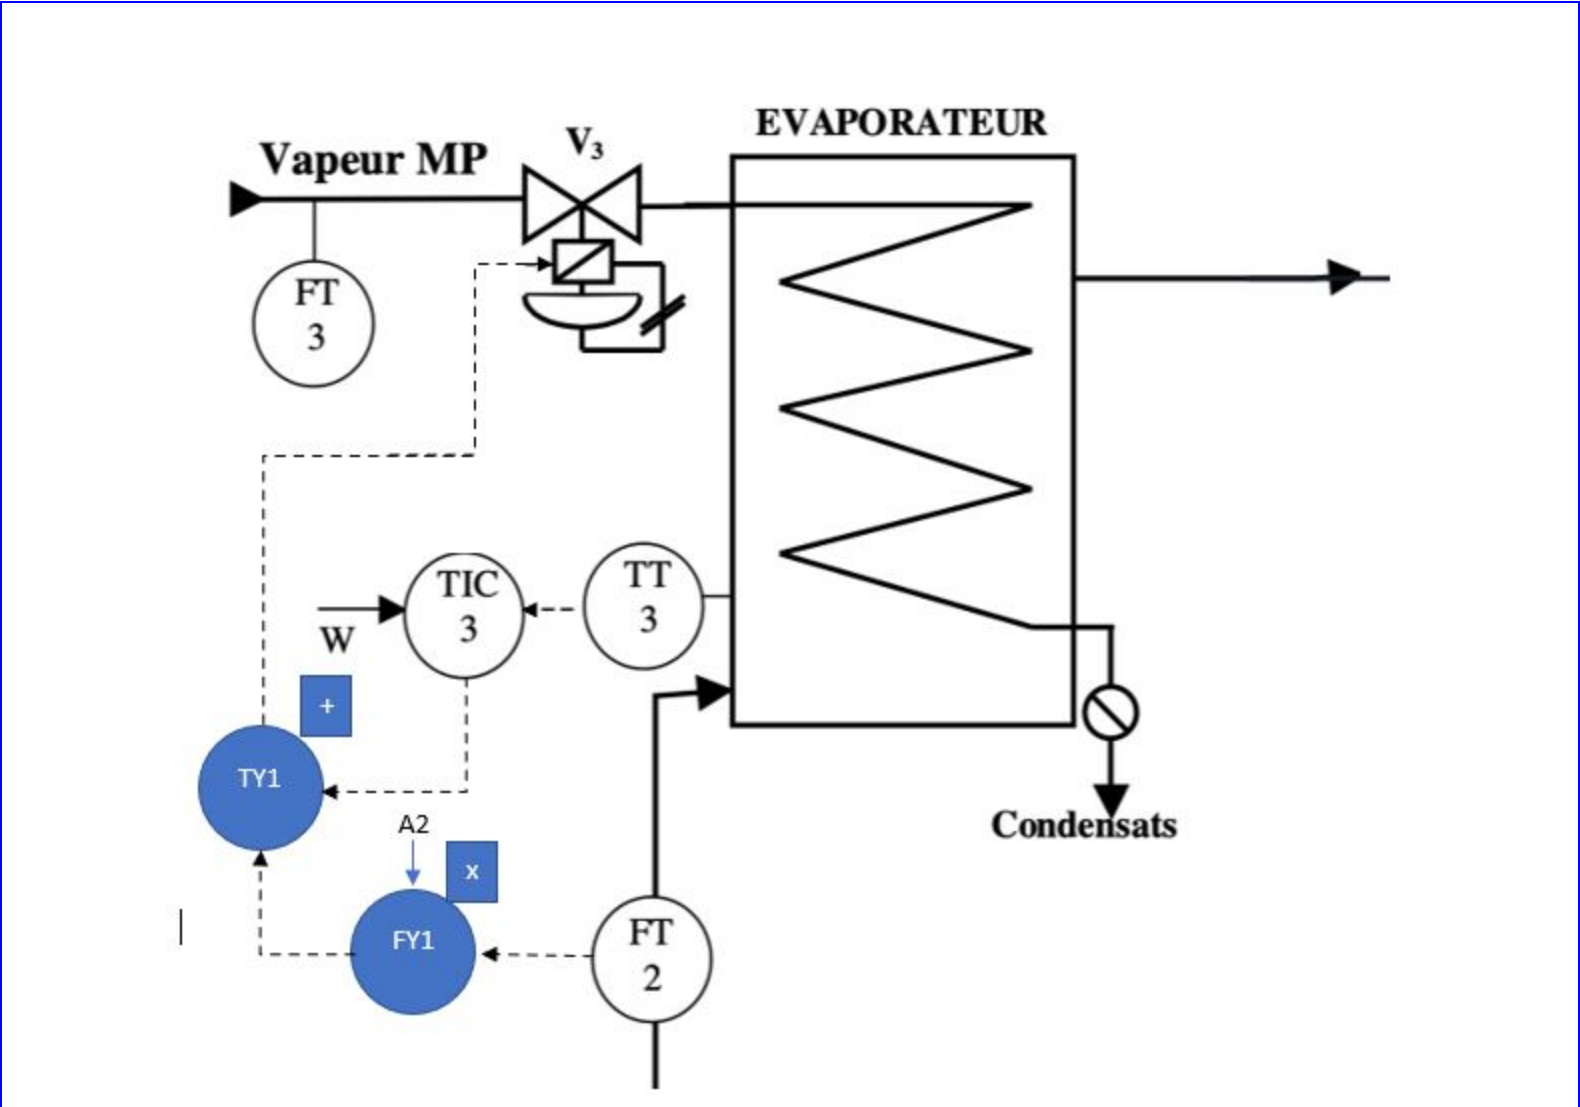 EVAPORATEUR
V₃
Vapeur MP
FT
3
TIC
3
TT
3
W
+
TY1
A2
x
FY1
FT
2
Condensats